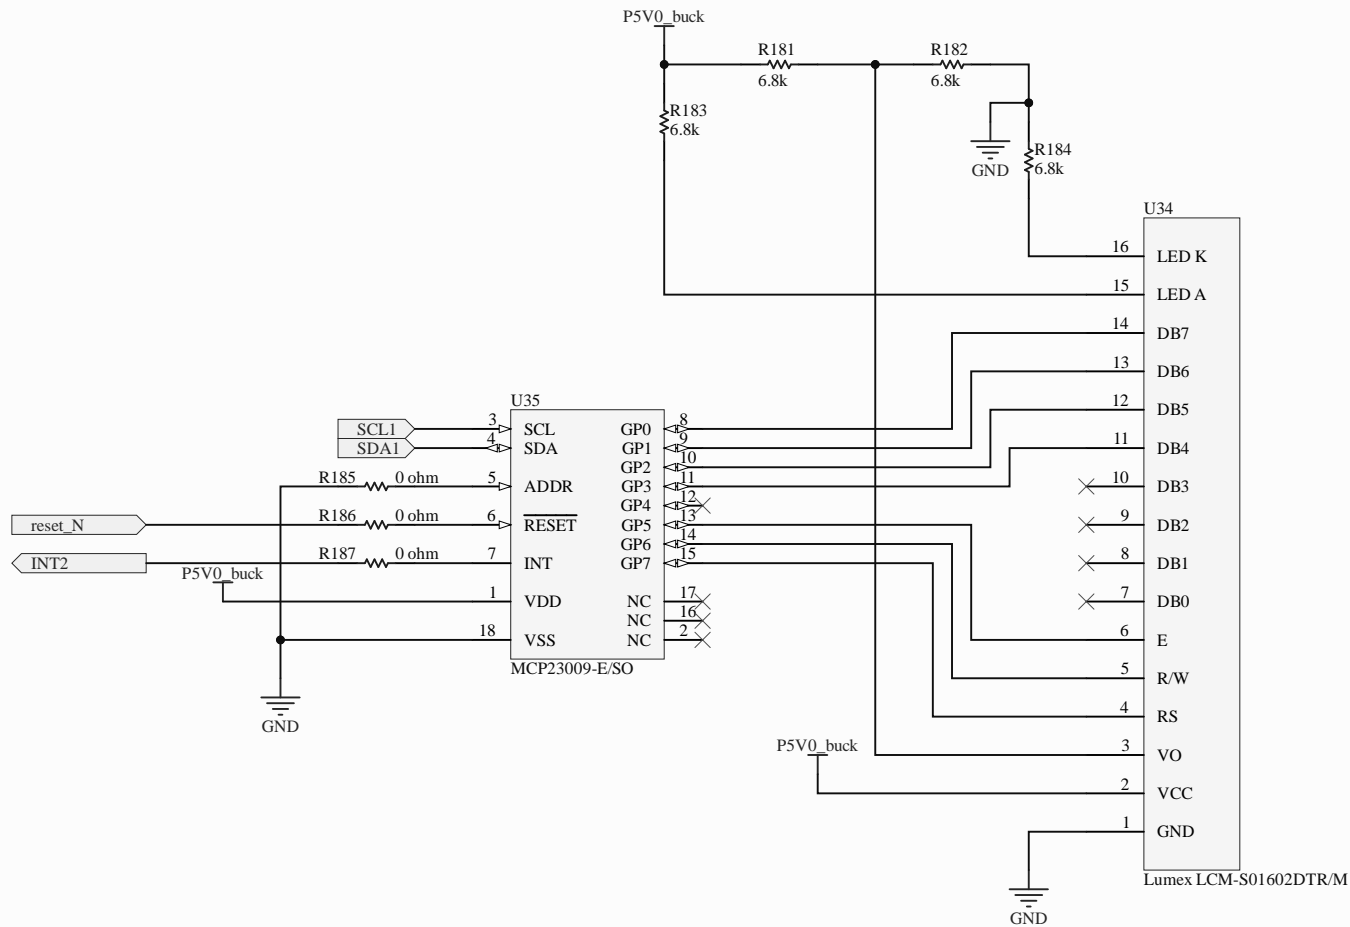 P5V0_buck
R181
6.8k
R182
6.8k
R183
6.8k
GND
R184
6.8k
U34
16 LED K
15 LED A
14 DB7
13 DB6
12 DB5
11 DB4
10 DB3
9 DB2
8 DB1
7 DB0
6 E
5 R/W
4 RS
3 VO
2 VCC
1 GND
Lumex LCM-S01602DTR/M
U35
SCL1 3 SCL GP0 8
SDA1 4 SDA GP1 9
GP2 10
R185 0 ohm 5 ADDR GP3 11
GP4 12
reset_N R186 0 ohm 6 RESET GP5 13
GP6 14
INT2 R187 0 ohm 7 INT GP7 15
P5V0_buck
1 VDD NC 17
NC 16
18 VSS NC 2
MCP23009-E/SO
GND
P5V0_buck
GND